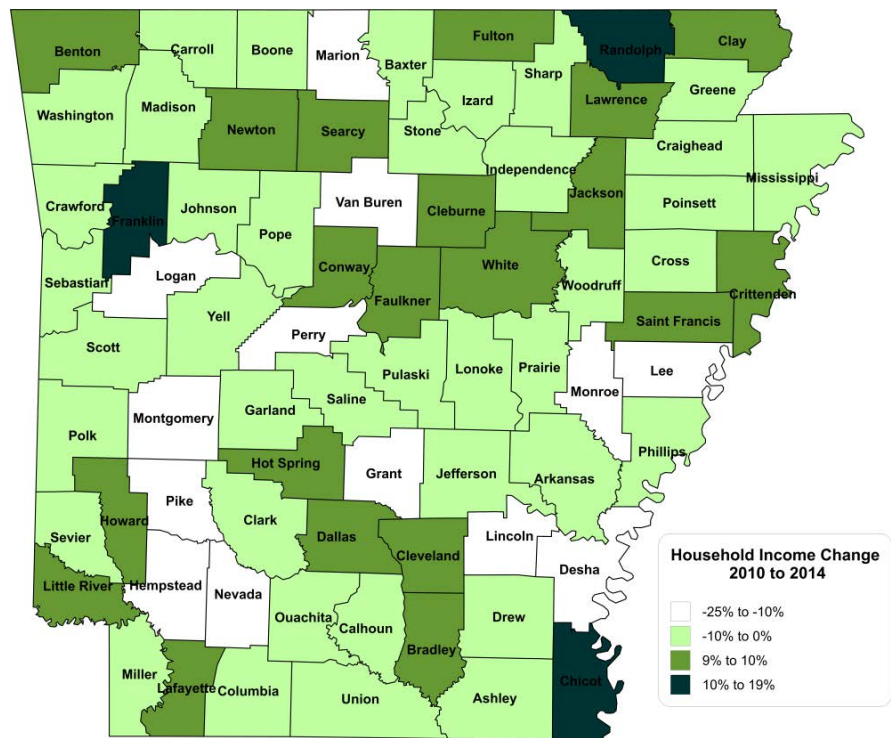 Benton
Carroll
Boone
Marion
Baxter
Fulton
Randolph
Clay
Sharp
Izard
Greene
Lawrence
Washington
Madison
Newton
Searcy
Stone
Craighead
Independence
Mississippi
Jackson
Crawford
Franklin
Johnson
Van Buren
Cleburne
Poinsett
Pope
Conway
White
Cross
Logan
Sebastian
Woodruff
Crittenden
Faulkner
Yell
Saint Francis
Perry
Scott
Pulaski
Lonoke
Prairie
Lee
Monroe
Saline
Garland
Montgomery
Polk
Phillips
Hot Spring
Grant
Jefferson
Arkansas
Pike
Howard
Clark
Sevier
Dallas
Lincoln
Cleveland
Desha
Little River
Hempstead
Nevada
Ouachita
Calhoun
Drew
Bradley
Miller
Lafayette
Columbia
Union
Ashley
Chicot
Household Income Change
2010 to 2014
-25% to -10%
-10% to 0%
9% to 10%
10% to 19%